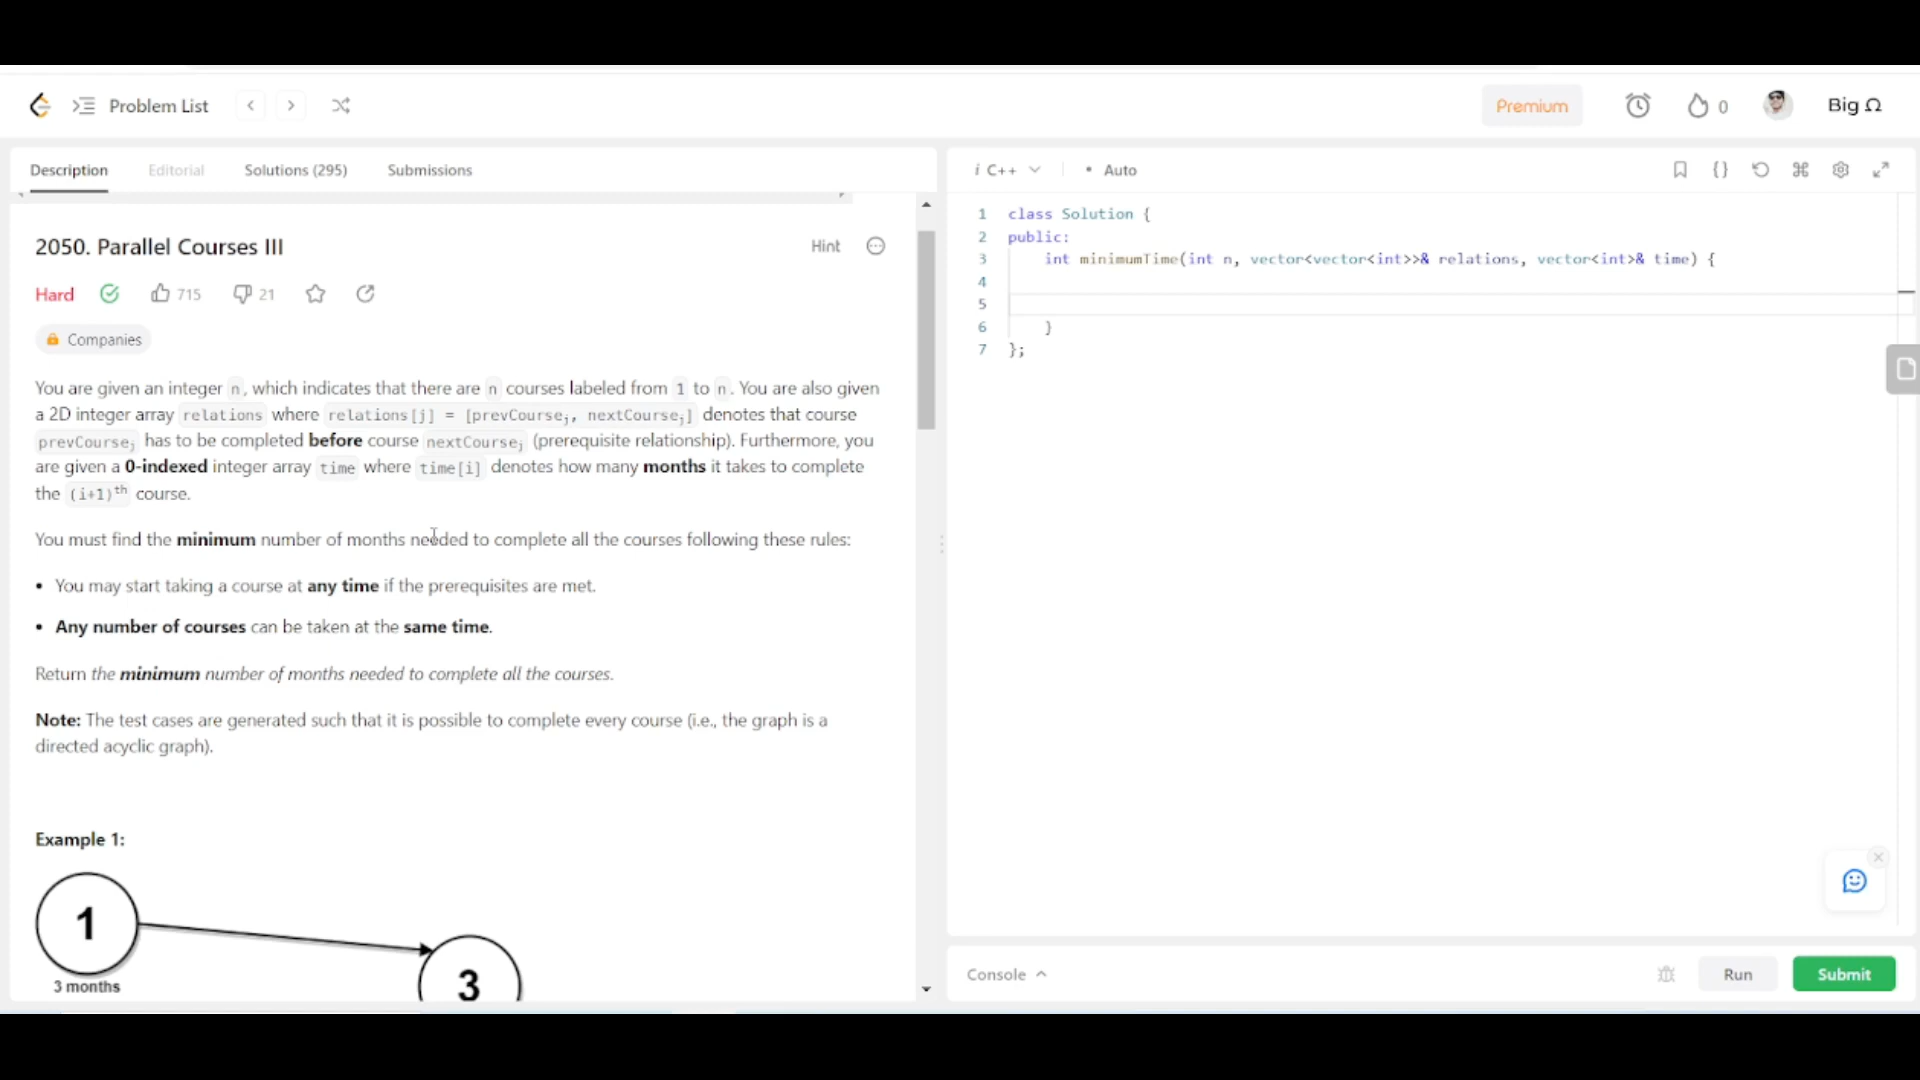 Problem List
Premium
0
Big Ω
Description
Editorial
Solutions (295)
Submissions
2050. Parallel Courses III
Hint
Hard
715
21
Companies
You are given an integer n, which indicates that there are n courses labeled from 1 to n. You are also given
a 2D integer array relations where relations[j] = [prevCoursej, nextCoursej] denotes that course
prevCoursej has to be completed before course nextCoursej (prerequisite relationship). Furthermore, you
are given a 0-indexed integer array time where time[i] denotes how many months it takes to complete
the (i+1)th course.
You must find the minimum number of months needed to complete all the courses following these rules:
• You may start taking a course at any time if the prerequisites are met.
• Any number of courses can be taken at the same time.
Return the minimum number of months needed to complete all the courses.
Note: The test cases are generated such that it is possible to complete every course (i.e., the graph is a
directed acyclic graph).
Example 1:
1
3 months
3
i C++
• Auto
{}
1 class Solution {
2 public:
3 int minimumTime(int n, vector<vector<int>>& relations, vector<int>& time) {
4
5
6 }
7 };
Console
Run
Submit